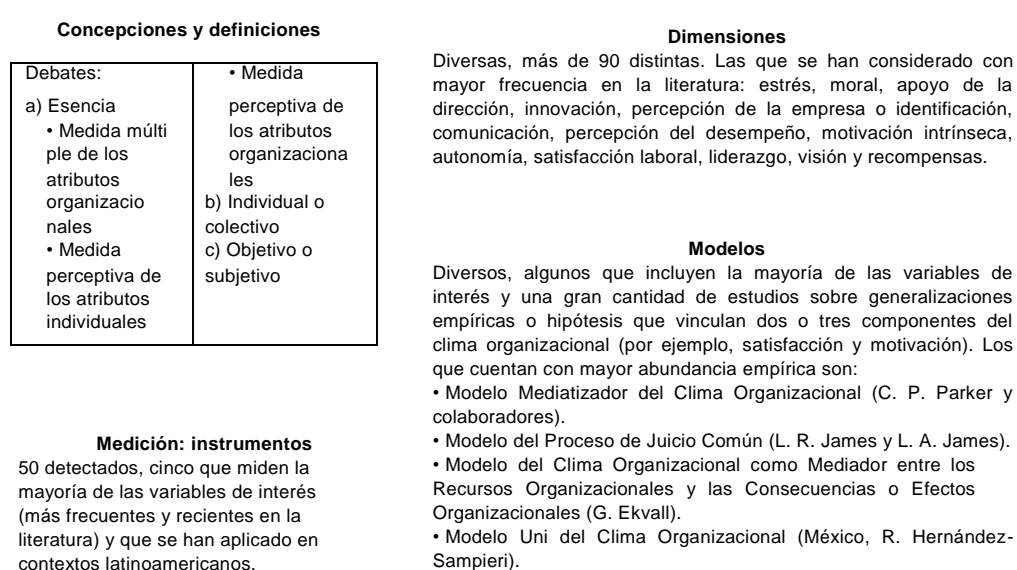 Concepciones y definiciones
Debates:
a) Esencia
• Medida múlti
ple de los
atributos
organizacio
nales
• Medida
perceptiva de
los atributos
individuales
• Medida
perceptiva de
los atributos
organizaciona
les
b) Individual o
colectivo
c) Objetivo o
subjetivo
Medición: instrumentos
50 detectados, cinco que miden la
mayoría de las variables de interés
(más frecuentes y recientes en la
literatura) y que se han aplicado en
contextos latinoamericanos.
Dimensiones
Diversas, más de 90 distintas. Las que se han considerado con
mayor frecuencia en la literatura: estrés, moral, apoyo de la
dirección, innovación, percepción de la empresa o identificación,
comunicación, percepción del desempeño, motivación intrínseca,
autonomía, satisfacción laboral, liderazgo, visión y recompensas.
Modelos
Diversos, algunos que incluyen la mayoría de las variables de
interés y una gran cantidad de estudios sobre generalizaciones
empíricas o hipótesis que vinculan dos o tres componentes del
clima organizacional (por ejemplo, satisfacción y motivación). Los
que cuentan con mayor abundancia empírica son:
• Modelo Mediatizador del Clima Organizacional (C. P. Parker y
colaboradores).
• Modelo del Proceso de Juicio Común (L. R. James y L. A. James).
• Modelo del Clima Organizacional como Mediador entre los
Recursos Organizacionales y las Consecuencias o Efectos
Organizacionales (G. Ekvall).
• Modelo Uni del Clima Organizacional (México, R. Hernández-
Sampieri).